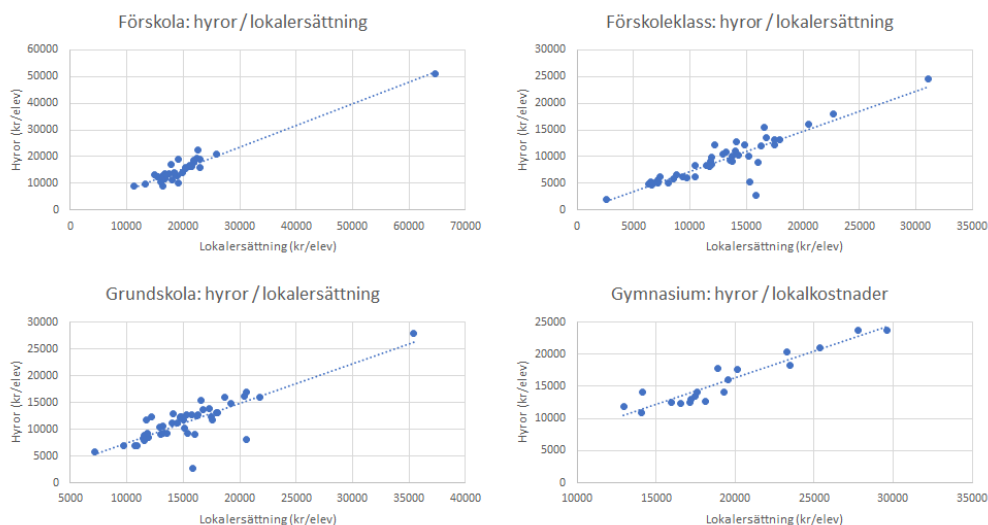 Förskola: hyror / lokalersättning
Hyror (kr/elev)
60000
50000
40000
30000
20000
10000
0
0 10000 20000 30000 40000 50000 60000 70000
Lokalersättning (kr/elev)
Förskoleklass: hyror / lokalersättning
Hyror (kr/elev)
30000
25000
20000
15000
10000
5000
0
0 5000 10000 15000 20000 25000 30000 35000
Lokalersättning (kr/elev)
Grundskola: hyror / lokalersättning
Hyror (kr/elev)
30000
25000
20000
15000
10000
5000
0
5000 10000 15000 20000 25000 30000 35000 40000
Lokalersättning (kr/elev)
Gymnasium: hyror / lokalkostnader
Hyror (kr/elev)
25000
20000
15000
10000
5000
0
10000 15000 20000 25000 30000 35000
Lokalersättning (kr/elev)